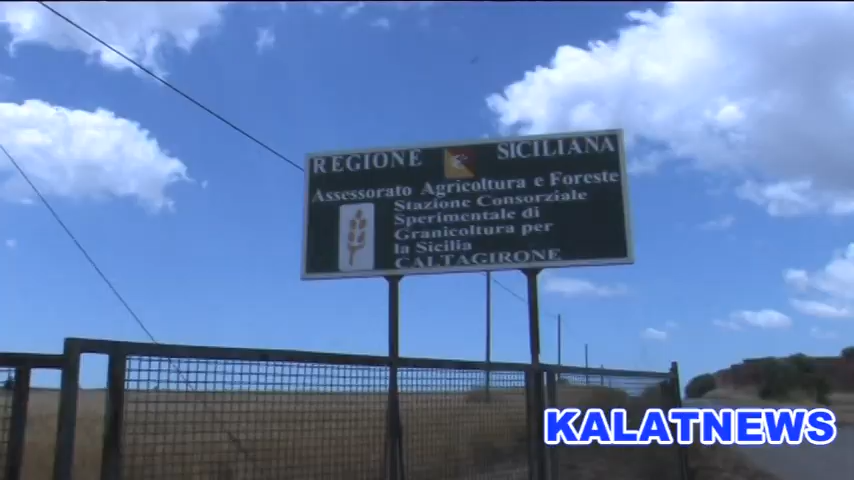 REGIONE SICILIANA
Assessorato Agricoltura e Foreste
Stazione Consorziale
Sperimentale di
Granicoltura per
la Sicilia
CALTAGIRONE
KALATNEWS